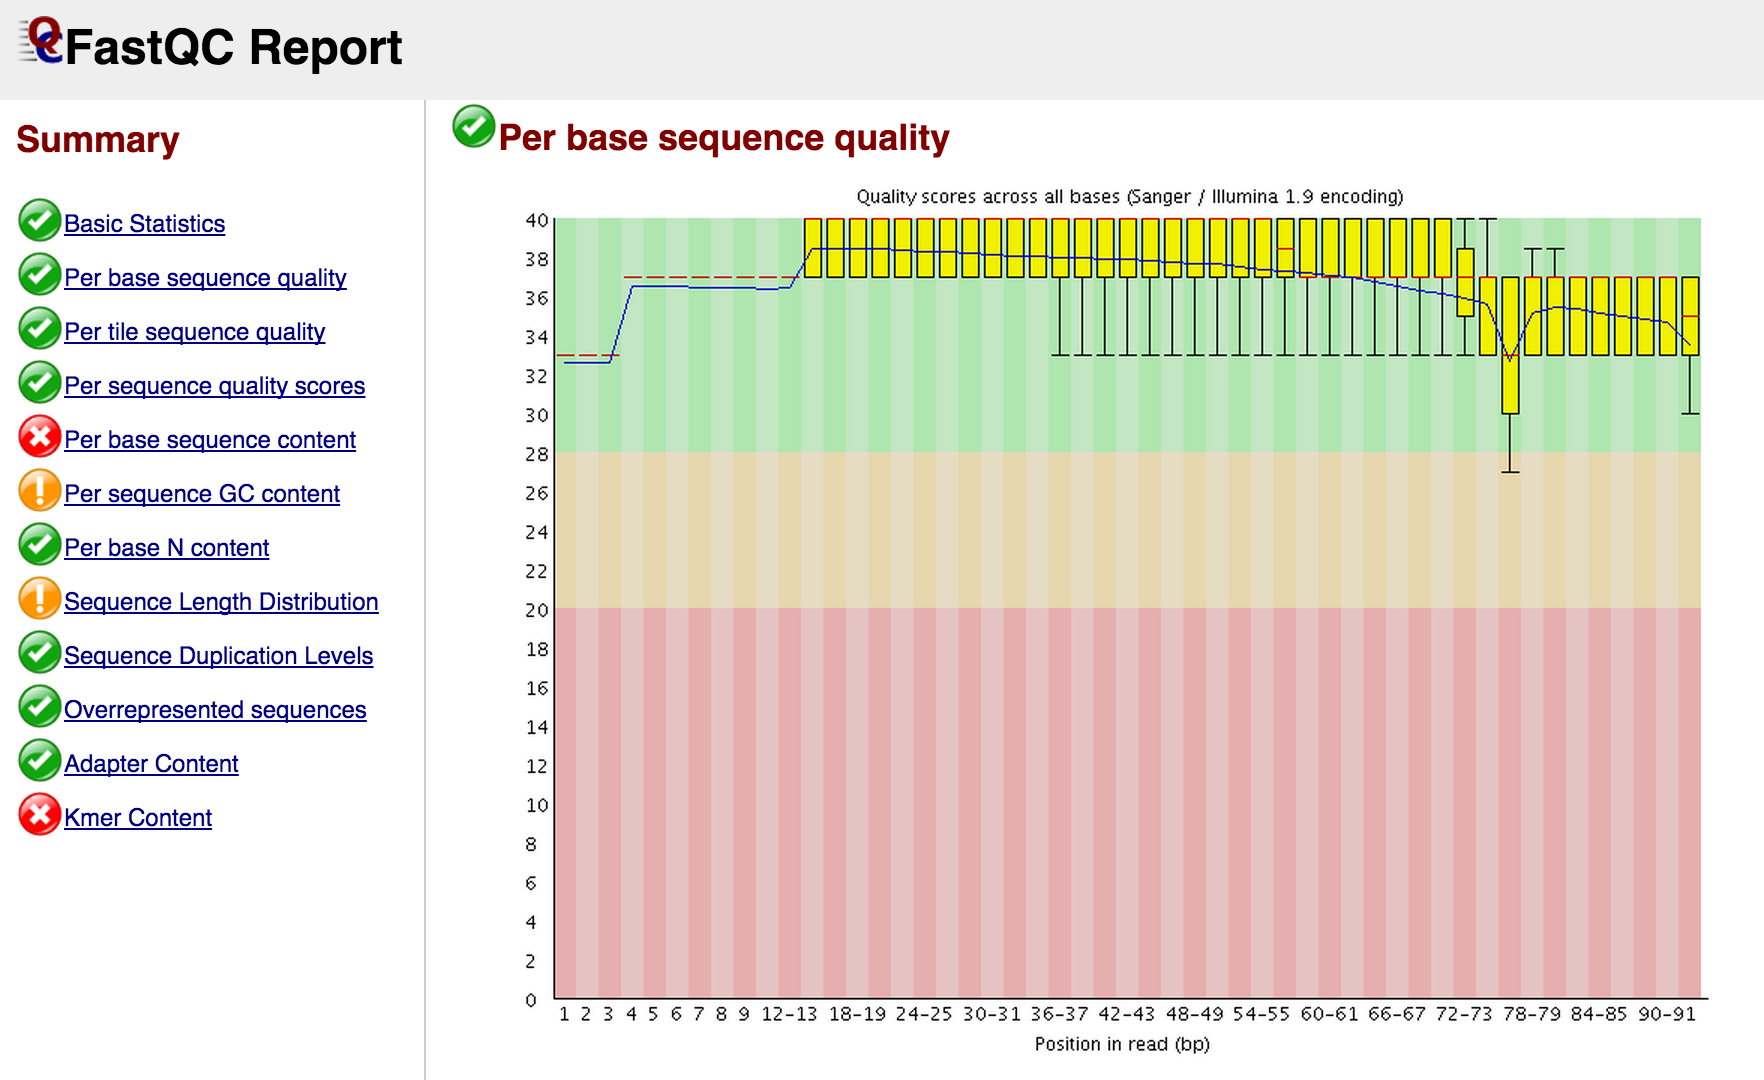 FastQC Report
Summary
Basic Statistics
Per base sequence quality
Per tile sequence quality
Per sequence quality scores
Per base sequence content
Per sequence GC content
Per base N content
Sequence Length Distribution
Sequence Duplication Levels
Overrepresented sequences
Adapter Content
Kmer Content
Per base sequence quality
Quality scores across all bases (Sanger / Illumina 1.9 encoding)
40
38
36
34
32
30
28
26
24
22
20
18
16
14
12
10
8
6
4
2
0
1 2 3 4 5 6 7 8 9 12-13 18-19 24-25 30-31 36-37 42-43 48-49 54-55 60-61 66-67 72-73 78-79 84-85 90-91
Position in read (bp)